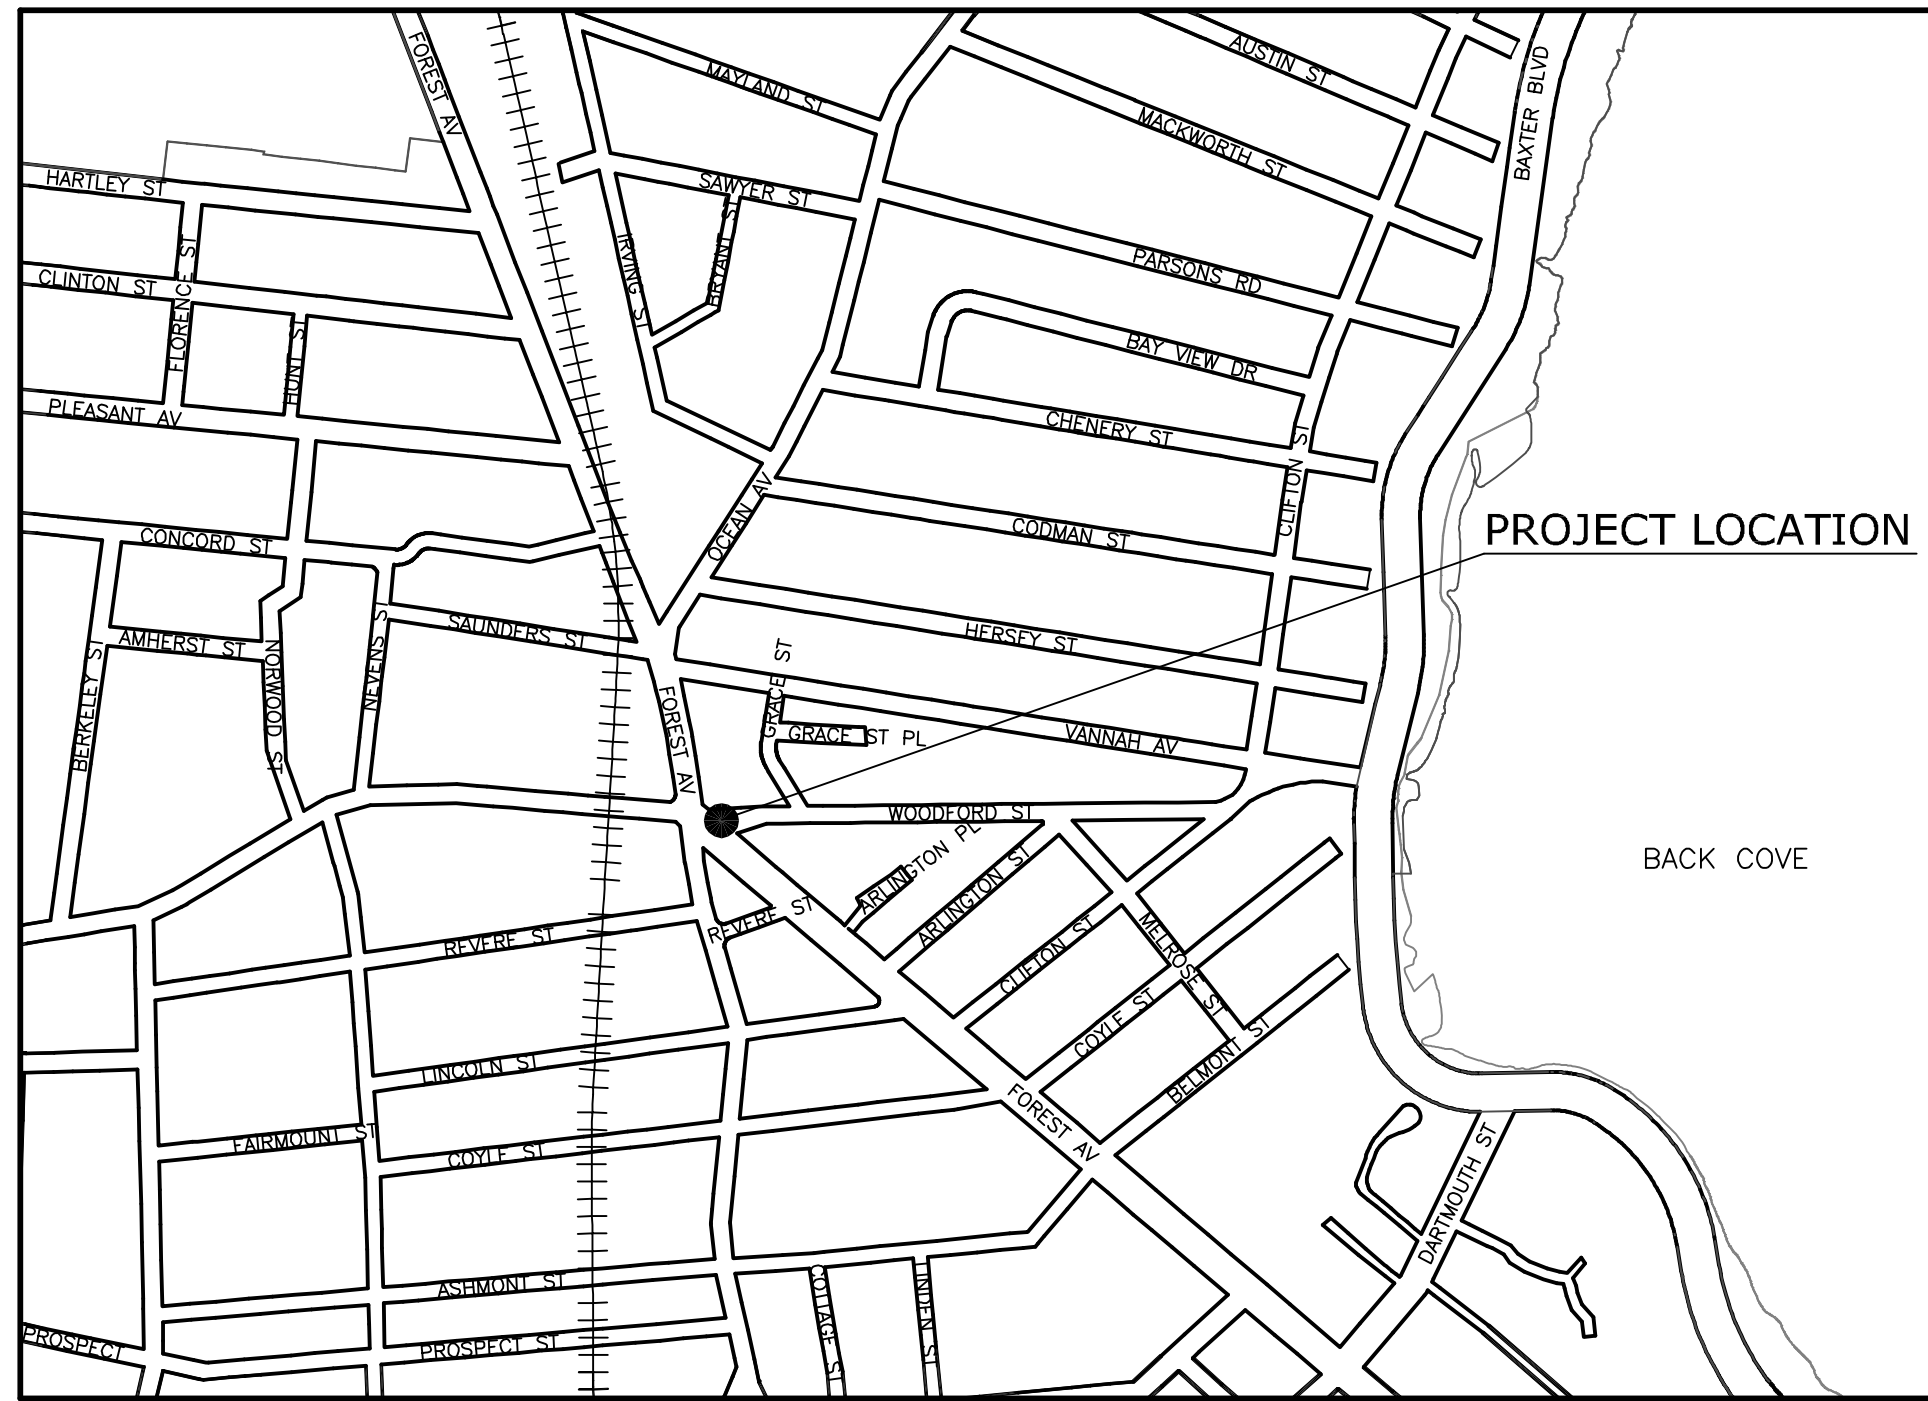 FOREST AV
AUSTIN ST
BAXTER BLVD
MAYLAND ST
MACKWORTH ST
HARTLEY ST
SAWYER ST
BRYANT ST
IRVING ST
FLORENCE ST
PARSONS RD
CLINTON ST
HUNT ST
BAY VIEW DR
PLEASANT AV
CHENERY ST
CLIFTON ST
OCEAN AV
CODMAN ST
PROJECT LOCATION
CONCORD ST
NEVENS ST
SAUNDERS ST
HERSEY ST
AMHERST ST
BERKELEY ST
NORWOOD ST
GRACE ST
FOREST AV
GRACE ST PL
VANNAH AV
WOODFORD ST
ARLINGTON PL
ARLINGTON ST
BACK COVE
REVERE ST
REVERE ST
CLIFTON ST
MELROSE ST
COYLE ST
BELMONT ST
LINCOLN ST
FOREST AV
FAIRMOUNT ST
COYLE ST
DARTMOUTH ST
ASHMONT ST
COTTAGE ST
LINDEN ST
PROSPECT
PROSPECT ST